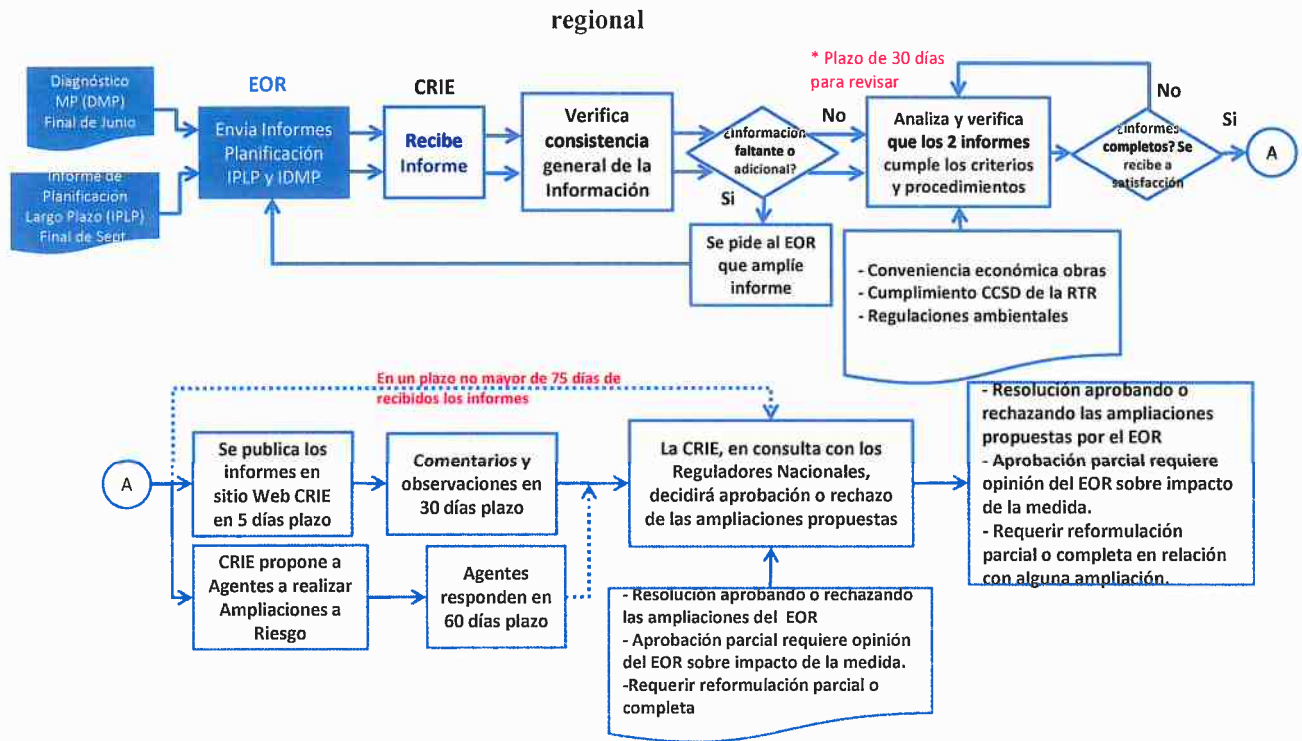 regional
* Plazo de 30 días
para revisar
Diagnóstico
MP (DMP)
Final de Junio
EOR
CRIE
Envia Informes
Planificación
IPLP y IDMP
Recibe
Informe
Verifica
consistencia
general de la
Información
¿Información
faltante o
adicional?
No
Si
Analiza y verifica
que los 2 informes
cumple los criterios
y procedimientos
No
¿Informes
completos? Se
recibe a
satisfacción
Si
A
Informe de
Planificación
Largo Plazo (IPLP)
Final de Sept
Se pide al EOR
que amplíe
informe
- Conveniencia económica obras
- Cumplimiento CCSD de la RTR
- Regulaciones ambientales
En un plazo no mayor de 75 días de
recibidos los informes
A
Se publica los
informes en
sitio Web CRIE
en 5 días plazo
Comentarios y
observaciones en
30 días plazo
La CRIE, en consulta con los
Reguladores Nacionales,
decidirá aprobación o rechazo
de las ampliaciones propuestas
- Resolución aprobando o
rechazando las ampliaciones
propuestas por el EOR
- Aprobación parcial requiere
opinión del EOR sobre impacto
de la medida.
- Requerir reformulación
parcial o completa en relación
con alguna ampliación.
CRIE propone a
Agentes a realizar
Ampliaciones a
Riesgo
Agentes
responden en
60 días plazo
- Resolución aprobando o rechazando
las ampliaciones del EOR
- Aprobación parcial requiere opinión
del EOR sobre impacto de la medida.
-Requerir reformulación parcial o
completa